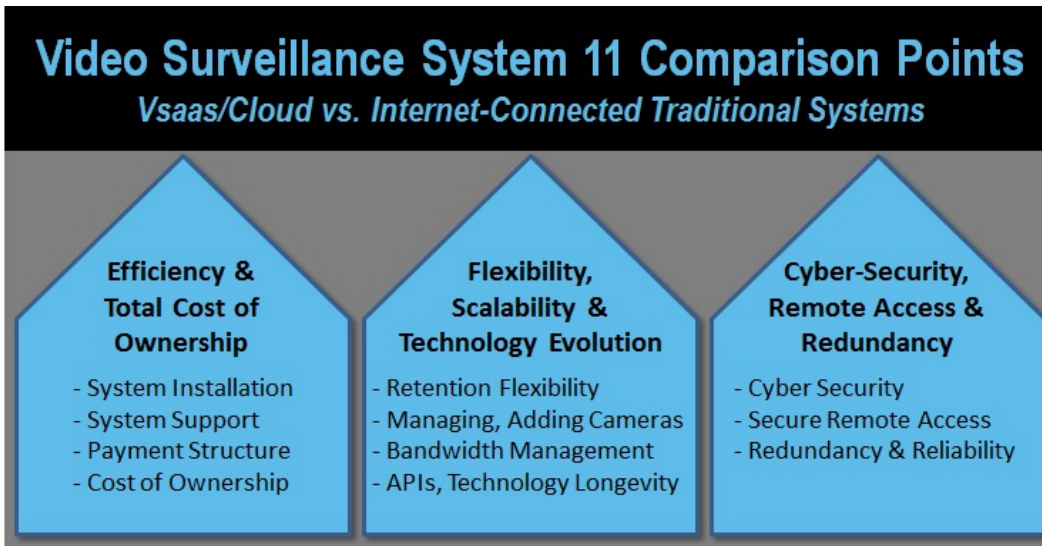 Video Surveillance System 11 Comparison Points
Vsaas/Cloud vs. Internet-Connected Traditional Systems
Efficiency &
Total Cost of
Ownership
- System Installation
- System Support
- Payment Structure
- Cost of Ownership
Flexibility,
Scalability &
Technology Evolution
- Retention Flexibility
- Managing, Adding Cameras
- Bandwidth Management
- APIs, Technology Longevity
Cyber-Security,
Remote Access &
Redundancy
- Cyber Security
- Secure Remote Access
- Redundancy & Reliability